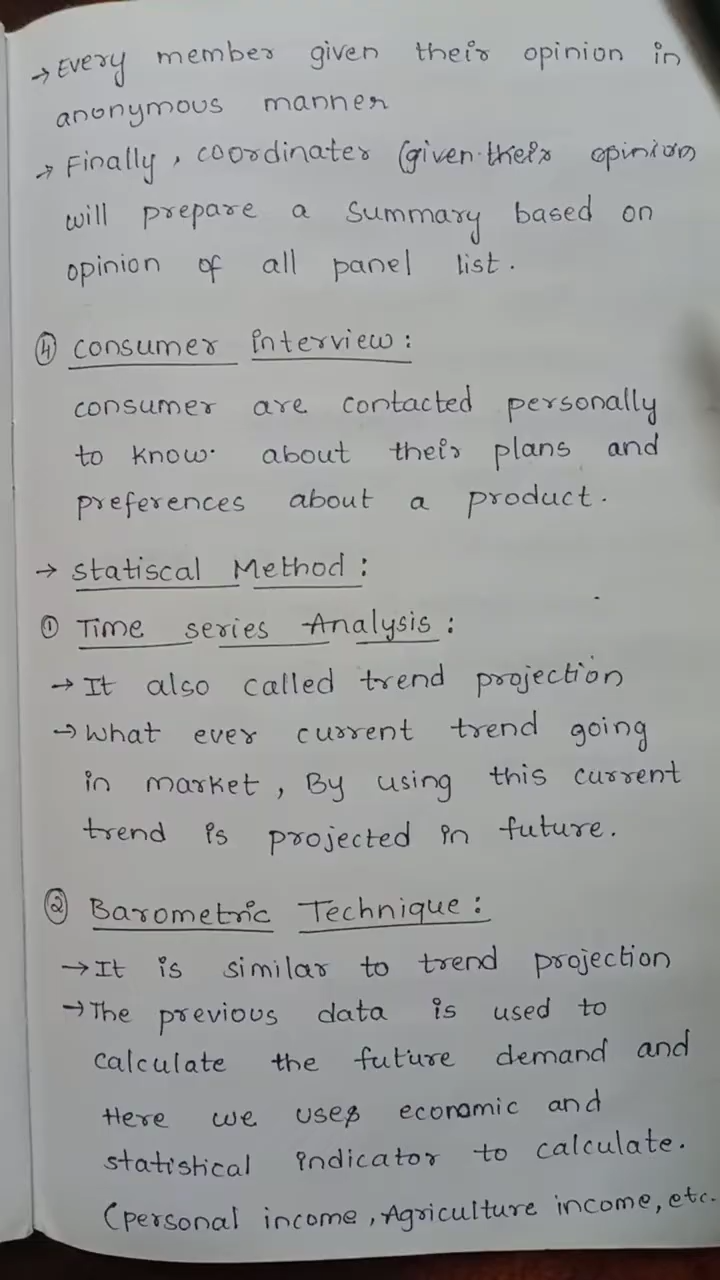 → Every member given their opinion in
anonymous manner
→ Finally, coordinates (given their opinion
will prepare a summary based on
opinion of all panel list.
④ consumer interview:
consumer are contacted personally
to know about their plans and
preferences about a product.
→ statiscal Method:
① Time series Analysis:
→ It also called trend projection
→ what ever current trend going
in market, By using this current
trend is projected in future.
② Barometric Technique:
→ It is similar to trend projection
→ The previous data is used to
calculate the future demand and
Here we uses economic and
statistical indicator to calculate.
(personal income, Agriculture income, etc.